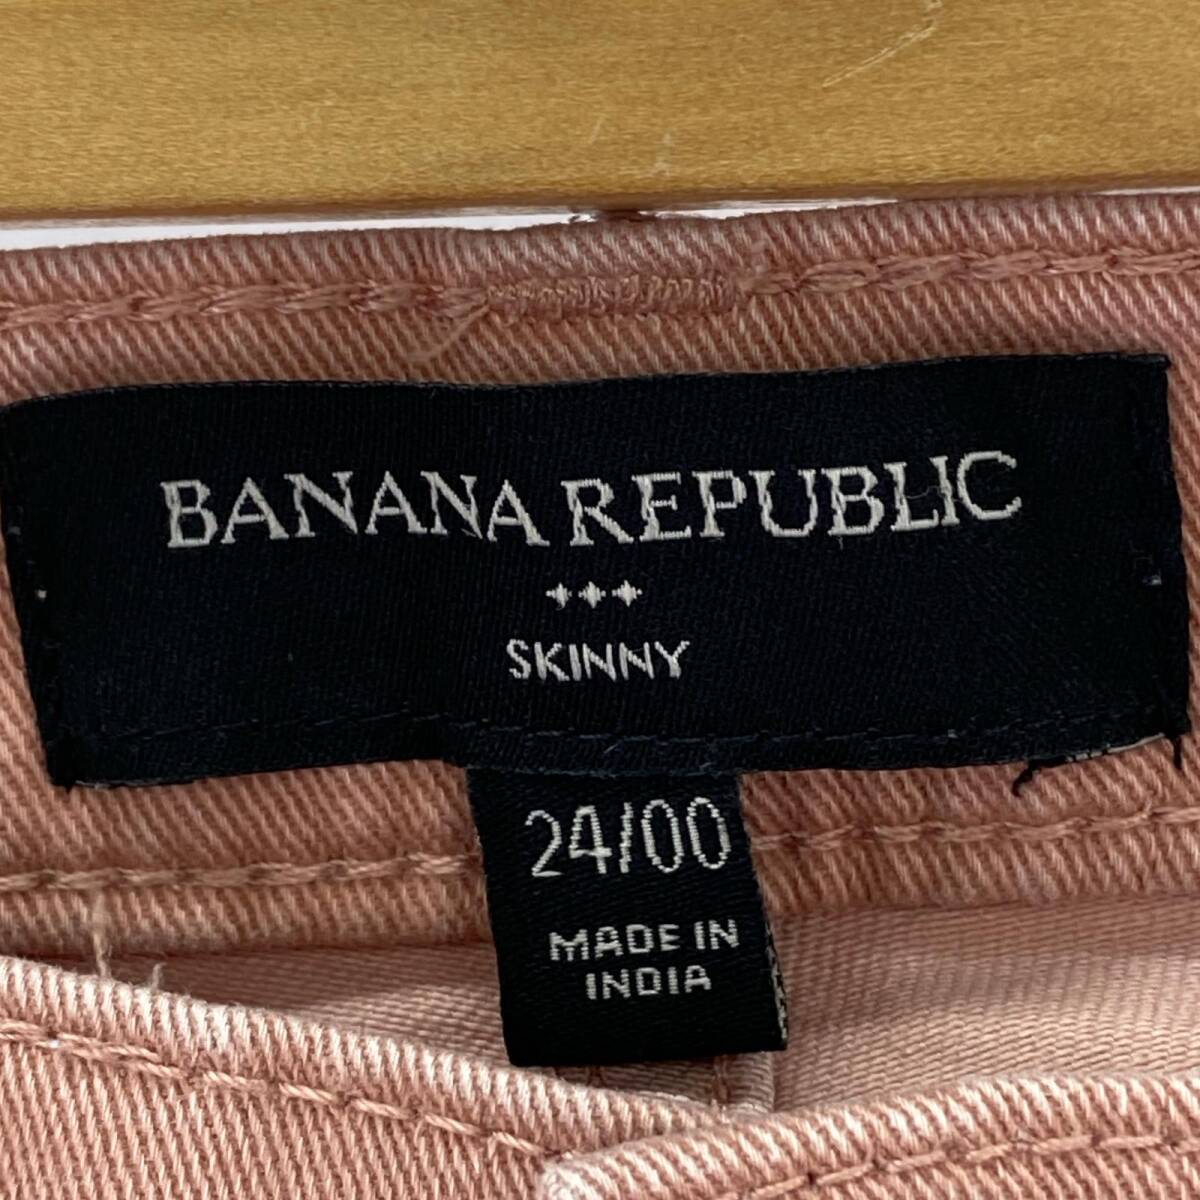 BANANA REPUBLIC
SKINNY
24/00
MADE IN
INDIA